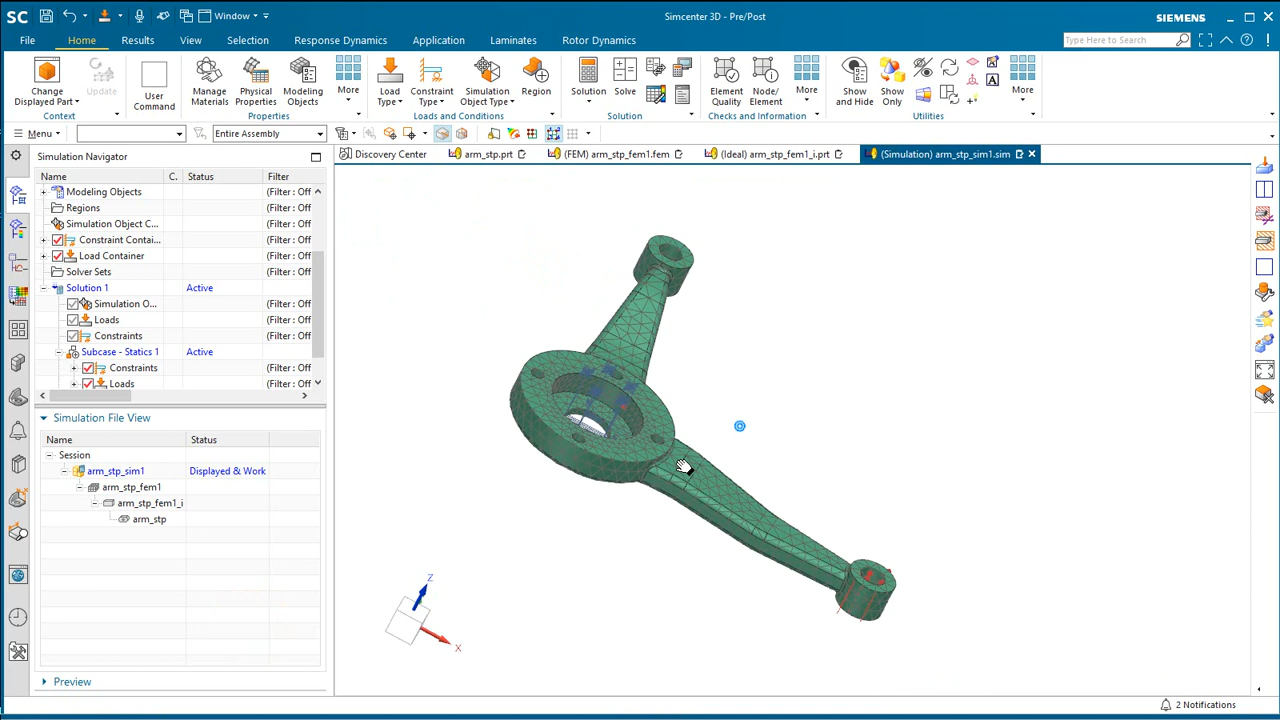 SC Window Simcenter 3D - Pre/Post SIEMENS
File Home Results View Selection Response Dynamics Application Laminates Rotor Dynamics Type Here to Search
Change Displayed Part Update User Command Manage Materials Physical Properties Modeling Objects More Load Type Constraint Type Simulation Object Type Region Solution Solve Element Quality Node/Element More Show and Hide Show Only More
Context Properties Loads and Conditions Solution Checks and Information Utilities
Menu Entire Assembly
Simulation Navigator Discovery Center arm_stp.prt (FEM) arm_stp_fem1.fem (Ideal) arm_stp_fem1_i.prt (Simulation) arm_stp_sim1.sim
Name C. Status Filter
Modeling Objects (Filter : Off
Regions (Filter : Off
Simulation Object C... (Filter : Off
Constraint Contai... (Filter : Off
Load Container (Filter : Off
Solver Sets (Filter : Off
Solution 1 Active (Filter : Off
Simulation O... (Filter : Off
Loads (Filter : Off
Constraints (Filter : Off
Subcase - Statics 1 Active (Filter : Off
Constraints (Filter : Off
Loads (Filter : Off
Simulation File View
Name Status
Session
arm_stp_sim1 Displayed & Work
arm_stp_fem1
arm_stp_fem1_i
arm_stp
Z
X
Preview
2 Notifications